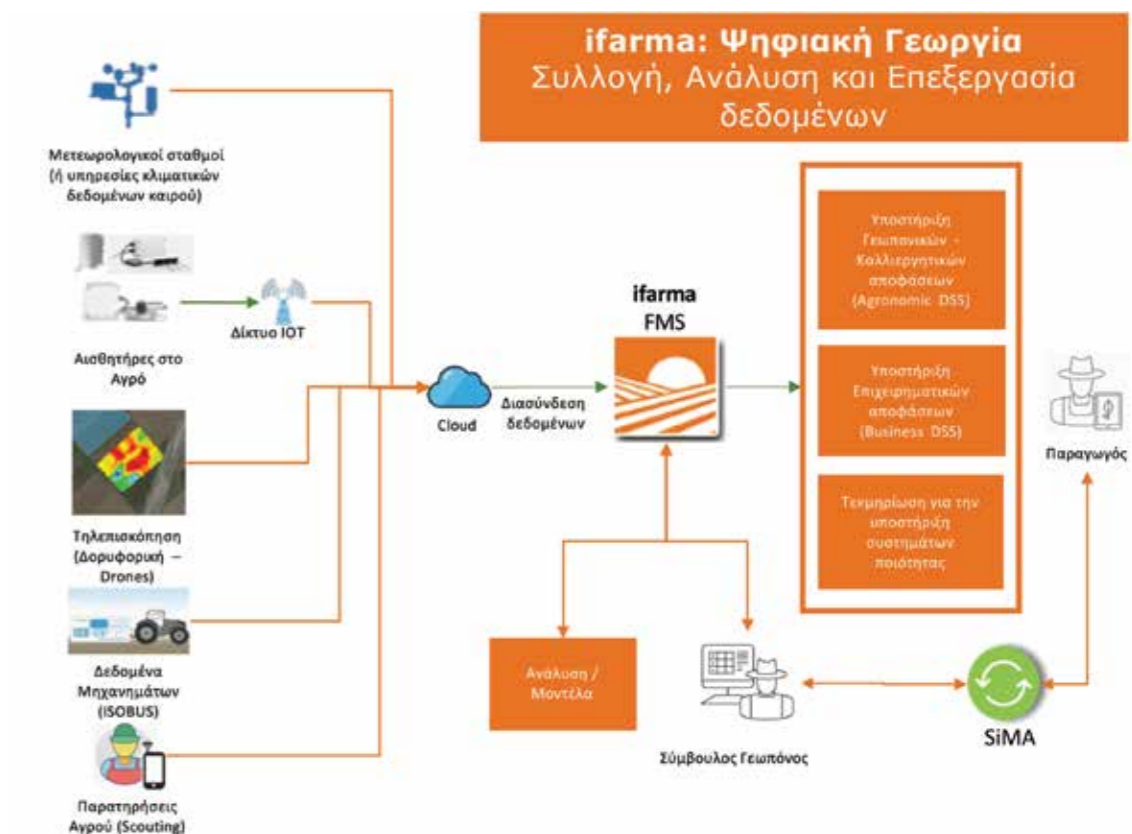 ifarma: Ψηφιακή Γεωργία
Συλλογή, Ανάλυση και Επεξεργασία
δεδομένων
Μετεωρολογικοί σταθμοί
(ή υπηρεσίες κλιματικών
δεδομένων καιρού)
Αισθητήρες στο
Αγρό
Δίκτυο ΙΟΤ
Τηλεπισκόπηση
(Δορυφορική –
Drones)
Δεδομένα
Μηχανημάτων
(ISOBUS)
Παρατηρήσεις
Αγρού (Scouting)
Cloud
Διασύνδεση
δεδομένων
ifarma
FMS
Υποστήριξη
Γεωπονικών -
Καλλιεργητικών
αποφάσεων
(Agronomic DSS)
Υποστήριξη
Επιχειρηματικών
αποφάσεων
(Business DSS)
Τεκμηρίωση για την
υποστήριξη
συστημάτων
ποιότητας
Παραγωγός
Ανάλυση /
Μοντέλα
Σύμβουλος Γεωπόνος
SiMA